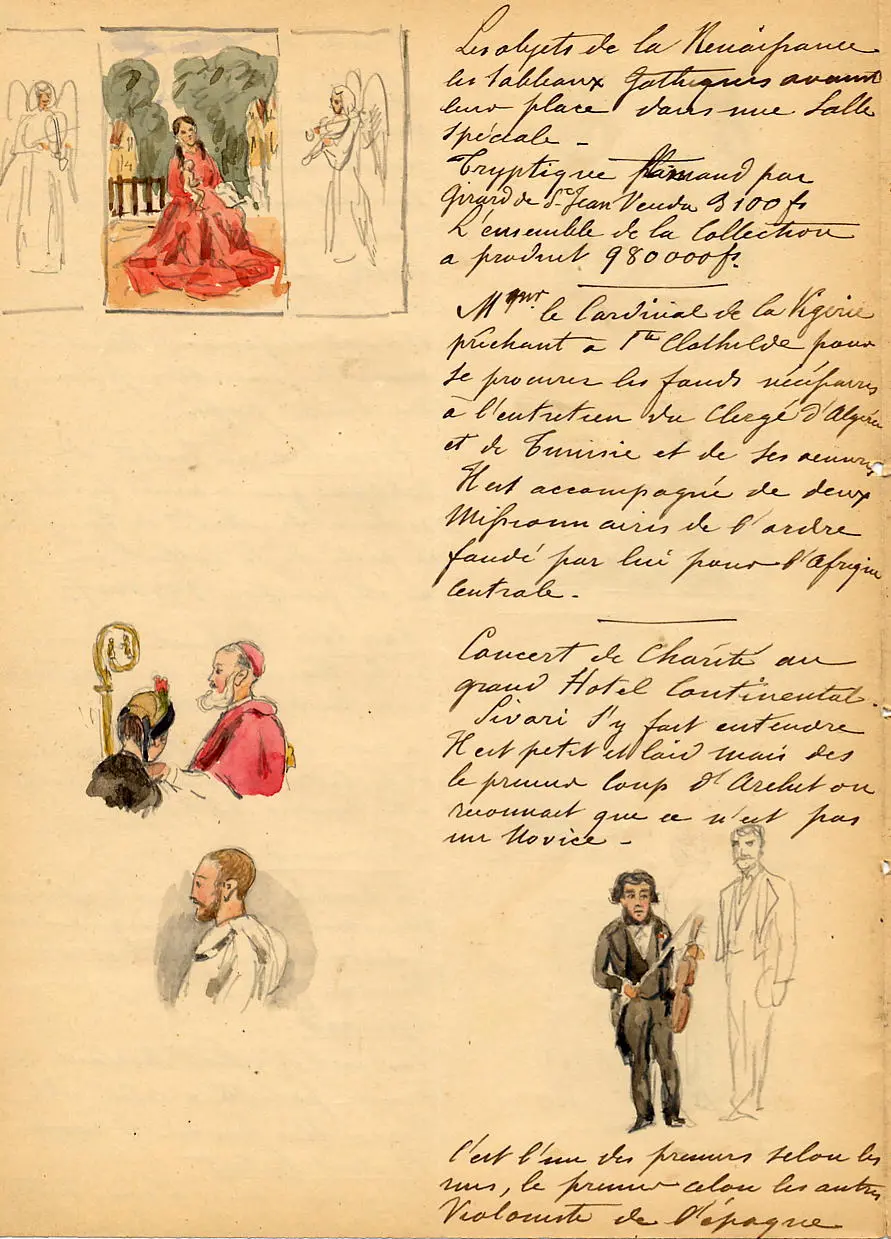 Les objets de la Renaissance
les tableaux Gothiques avaient
leur place dans une Salle
Spéciale -
Tryptique flamand par
Girard de St Jean Vendu 3100 fs
L'ensemble de la Collection
a produit 980000 fs.
Mgnr le Cardinal de la Vigerie
prêchant a Ste Clothilde pour
se procurer les fonds nécessaires
à l'entretien du Clergé d'Algérie
et de Tunisie et de ses oeuvres
Il est accompagné de deux
Missionnaires de l'ordre
fondé par lui pour l'Afrique
Centrale -
Concert de Charité au
grand Hotel Continental.
Sivori s'y fait entendre
Il est petit et laid mais dès
le premier Coup d'Archet on
reconnait que ce n'est pas
un Novice -
C'est l'un des premiers selon les
uns, le premier celon les autres
Violoniste de l'époque